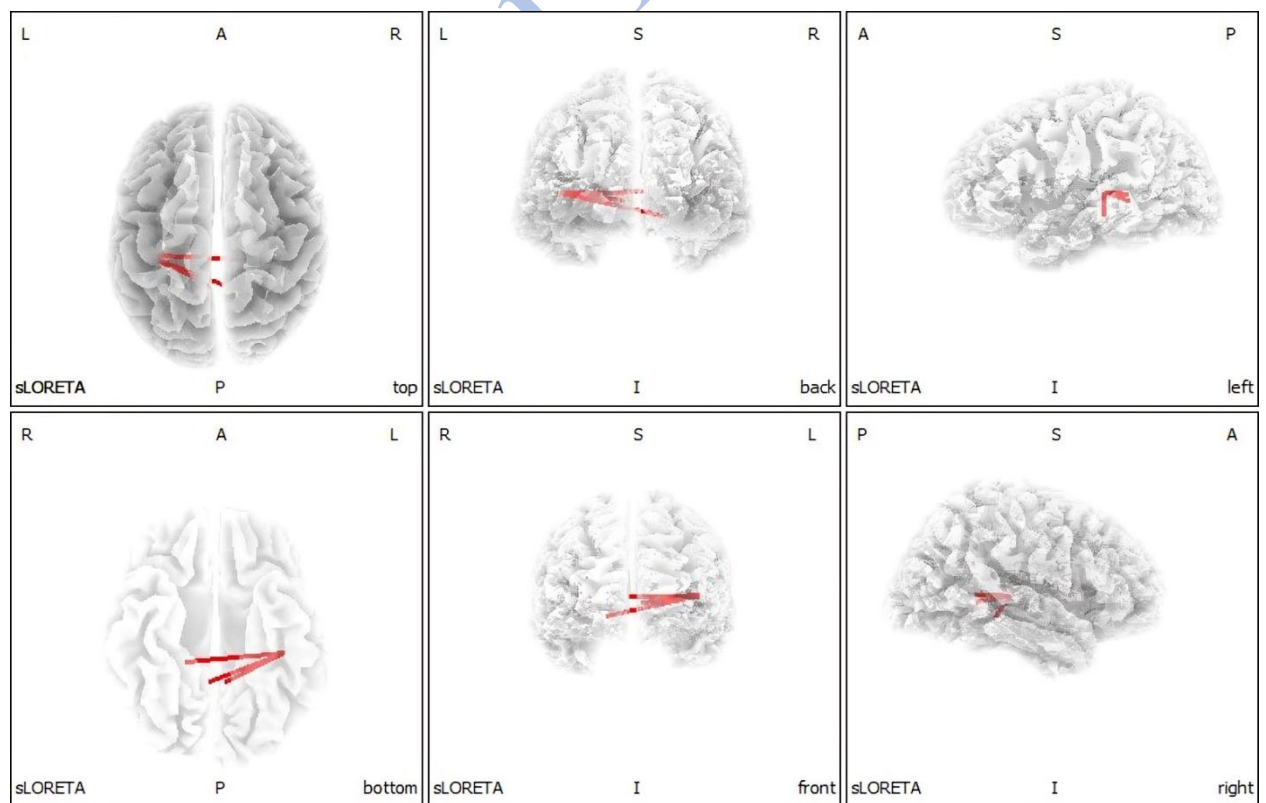 L A R
sLORETA P top
L S R
sLORETA I back
A S P
sLORETA I left
R A L
sLORETA P bottom
R S L
sLORETA I front
P S A
sLORETA I right